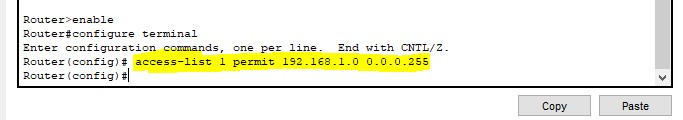 Router>enable
Router#configure terminal
Enter configuration commands, one per line.  End with CNTL/Z.
Router(config)# access-list 1 permit 192.168.1.0 0.0.0.255
Router(config)#
Copy
Paste